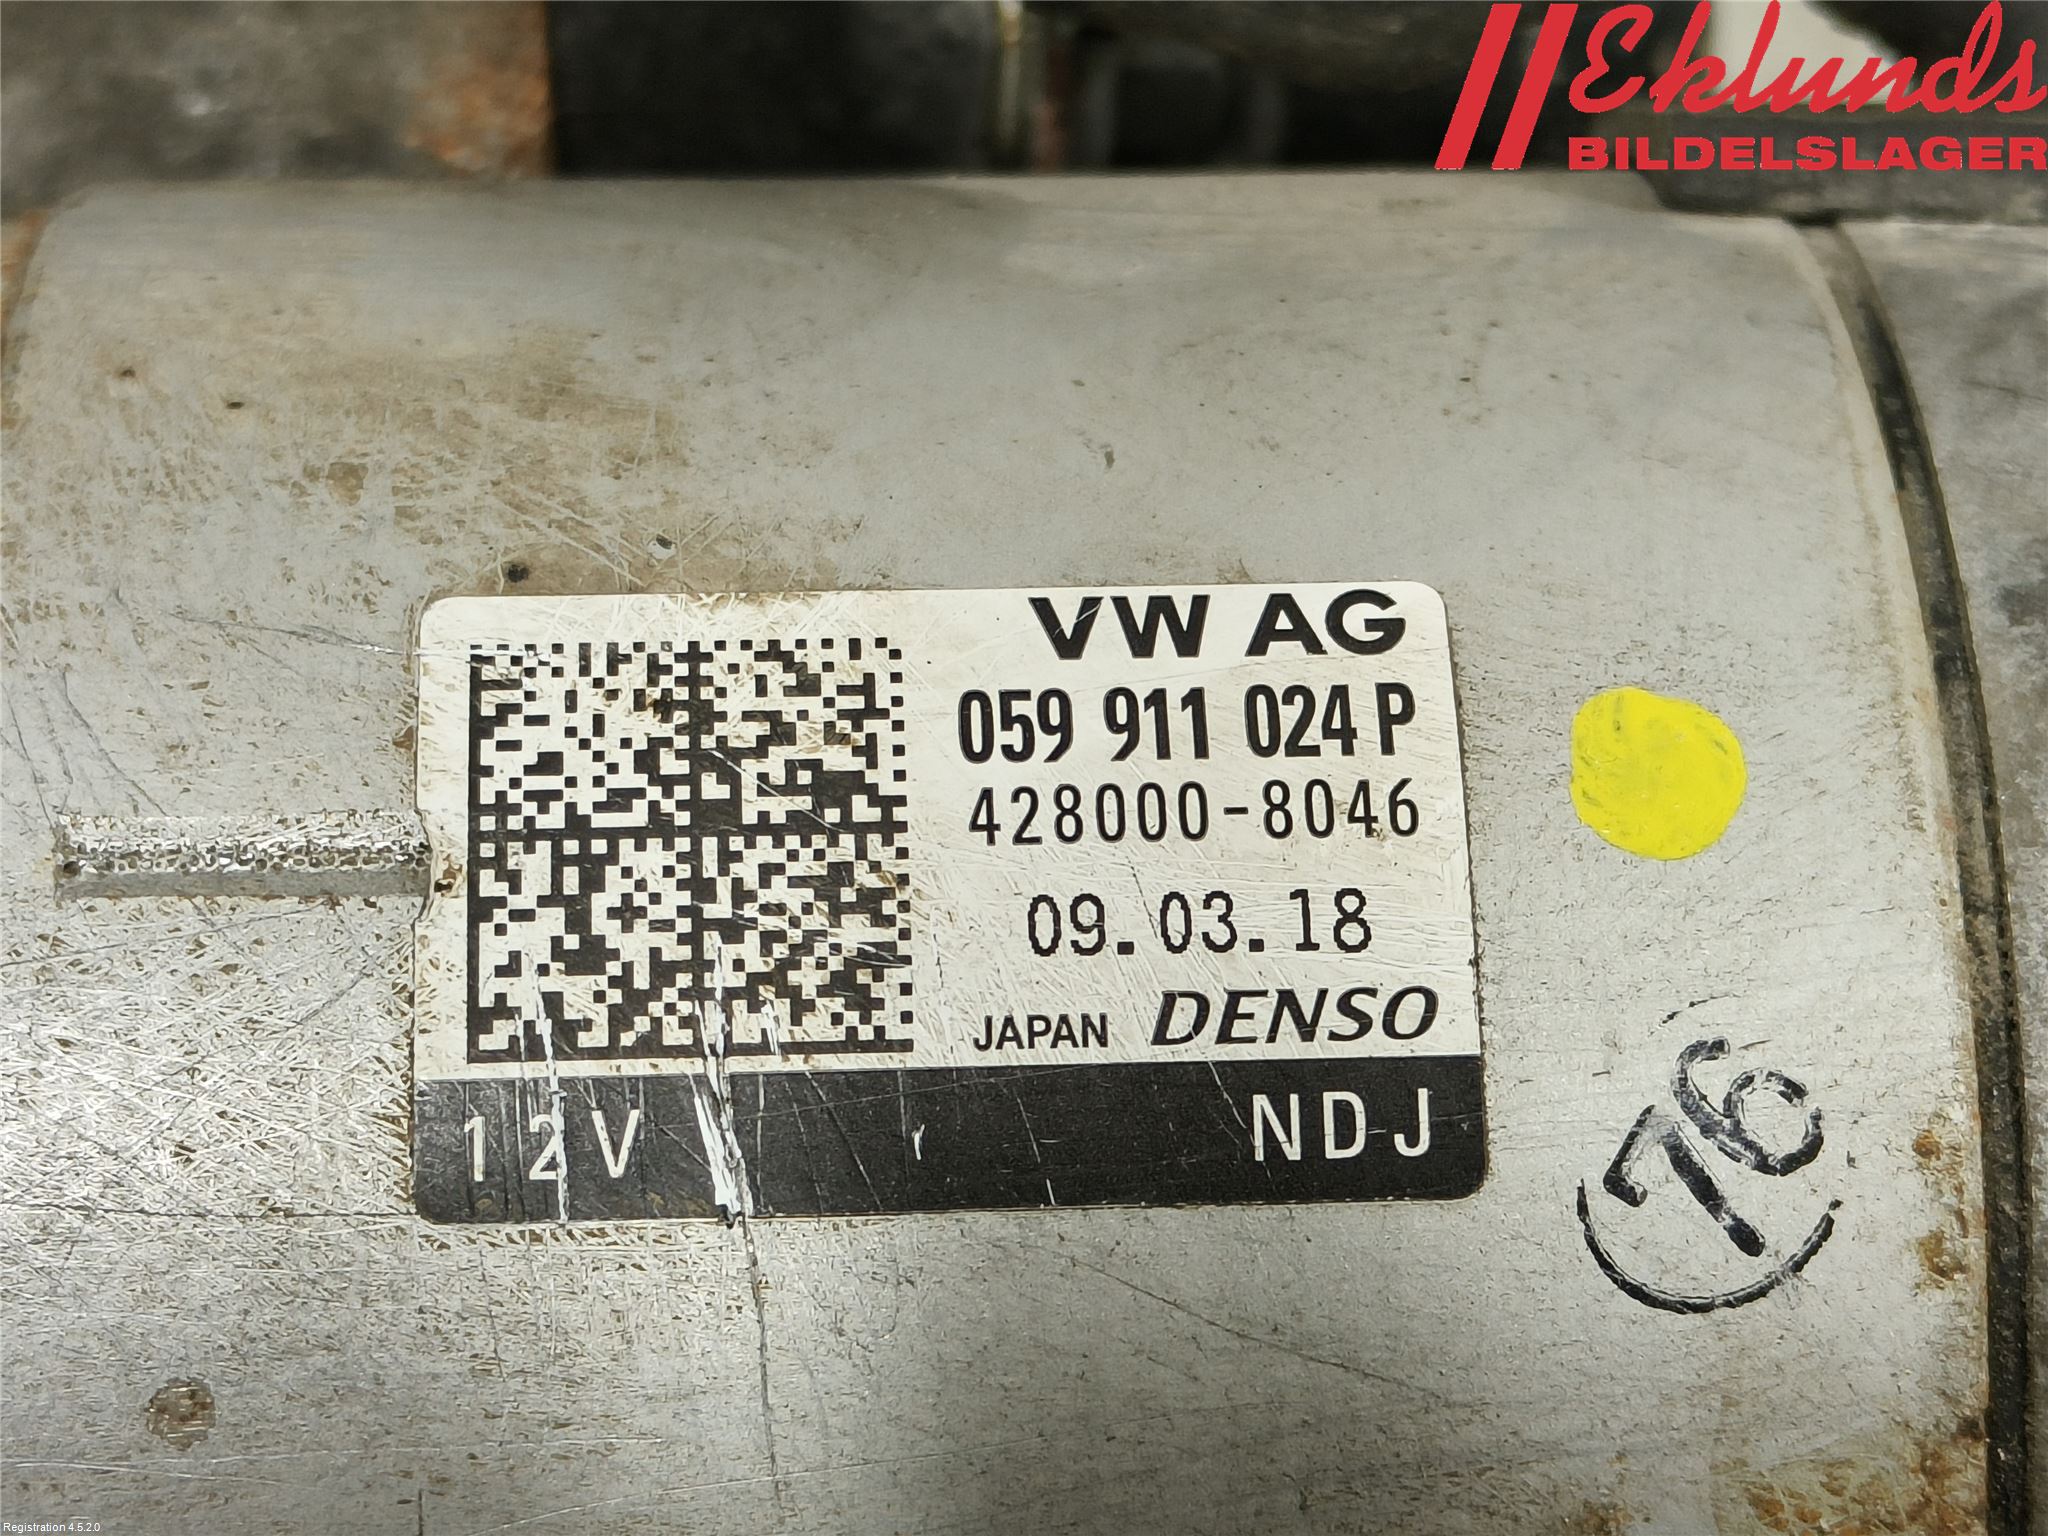 Eklunds
BILDELSLAGER
VW AG
059 911 024 P
428000-8046
09.03.18
JAPAN DENSO
12V NDJ
76
Registration 4.5.2.0